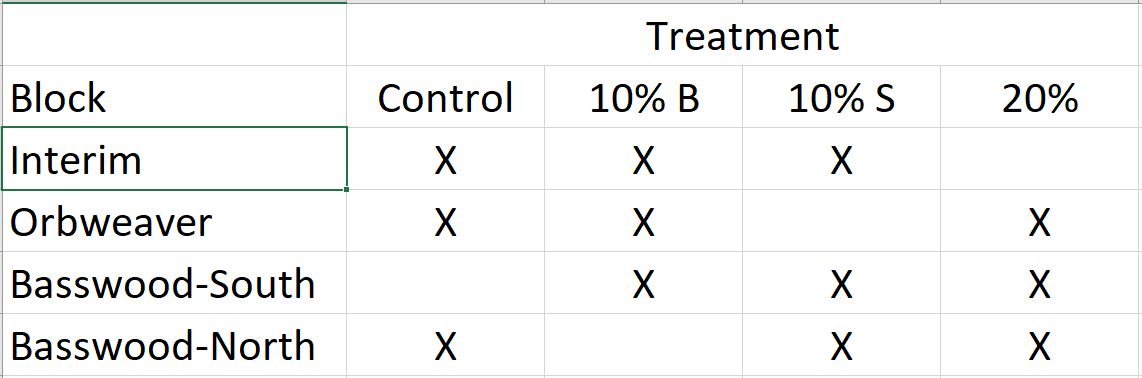 Treatment
Block Control 10% B 10% S 20%
Interim X X X
Orbweaver X X X
Basswood-South X X X
Basswood-North X X X